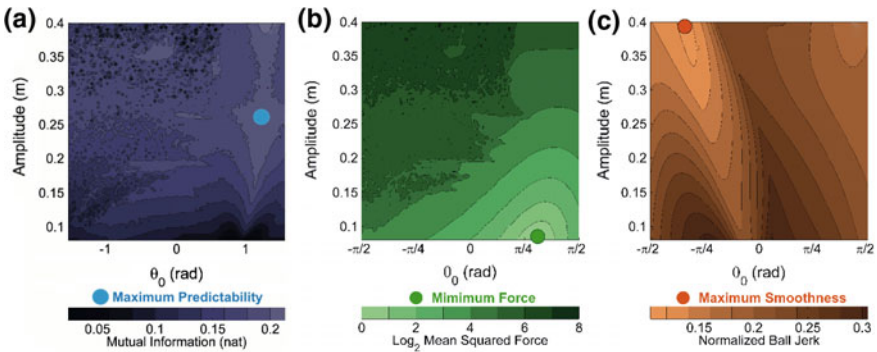 (a)
0.4
0.35
0.3
0.25
0.2
0.15
0.1
Amplitude (m)
-1
0
1
θ0 (rad)
Maximum Predictability
0.05
0.1
0.15
0.2
Mutual Information (nat)
(b)
0.4
0.35
0.3
0.25
0.2
0.15
0.1
Amplitude (m)
-π/2
-π/4
0
π/4
π/2
θ0 (rad)
Mimimum Force
0
2
4
6
8
Log2 Mean Squared Force
(c)
0.4
0.35
0.3
0.25
0.2
0.15
0.1
Amplitude (m)
-π/2
-π/4
0
π/4
π/2
θ0 (rad)
Maximum Smoothness
0.15
0.2
0.25
0.3
Normalized Ball Jerk